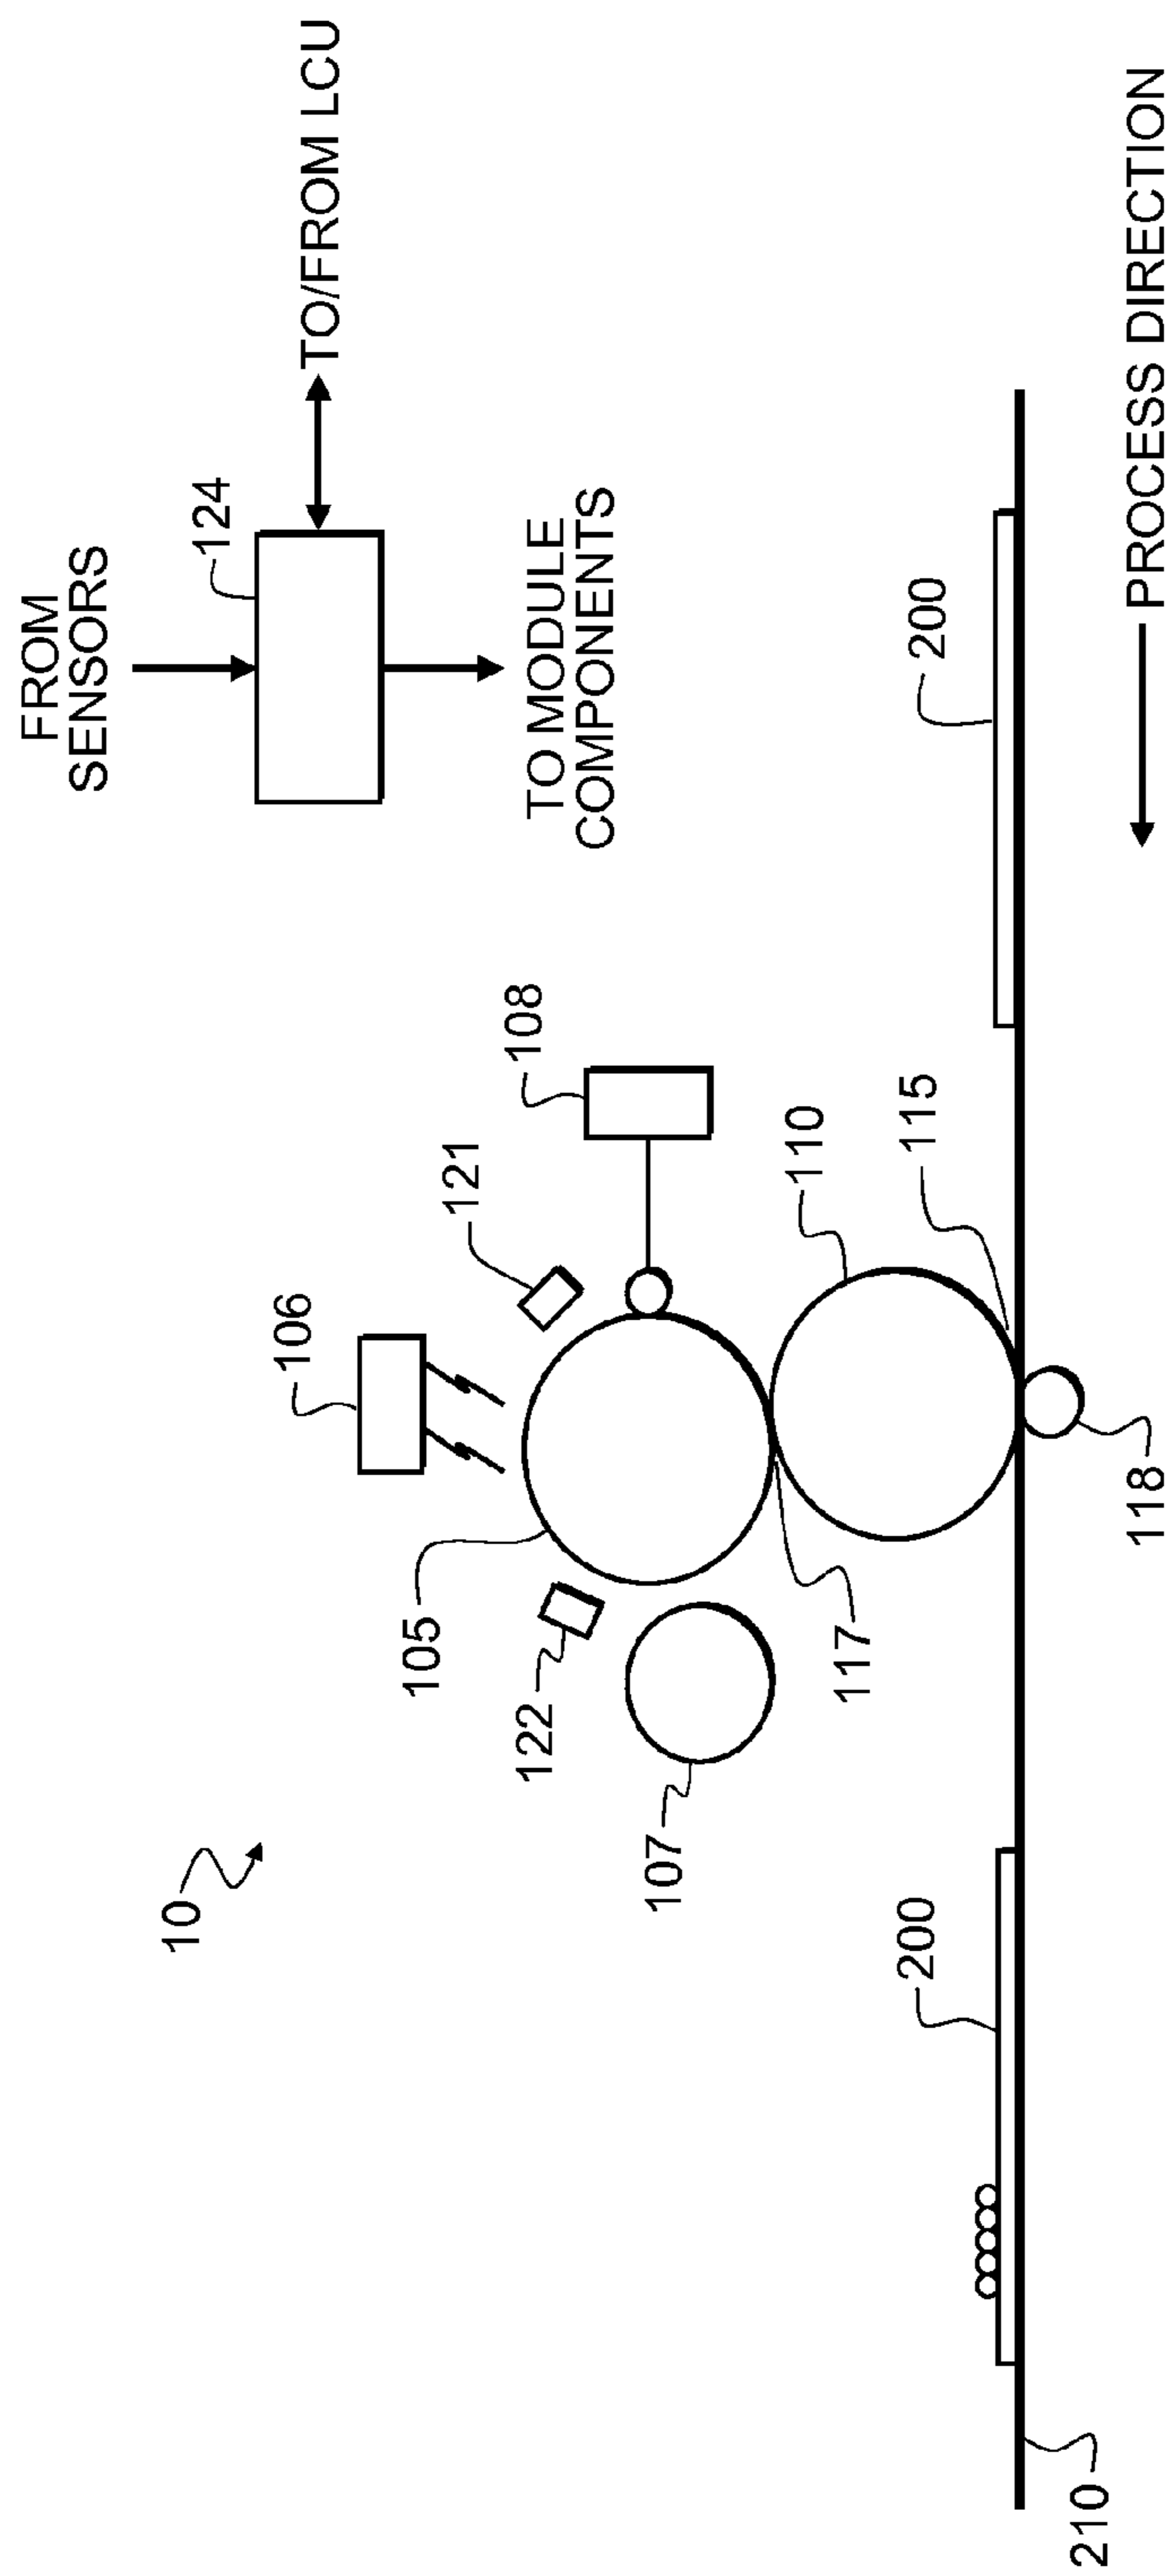 FROM
SENSORS
124
TO/FROM LCU
TO MODULE
COMPONENTS
10
106
121
108
105
122
107
117
110
115
118
200
200
210
PROCESS DIRECTION